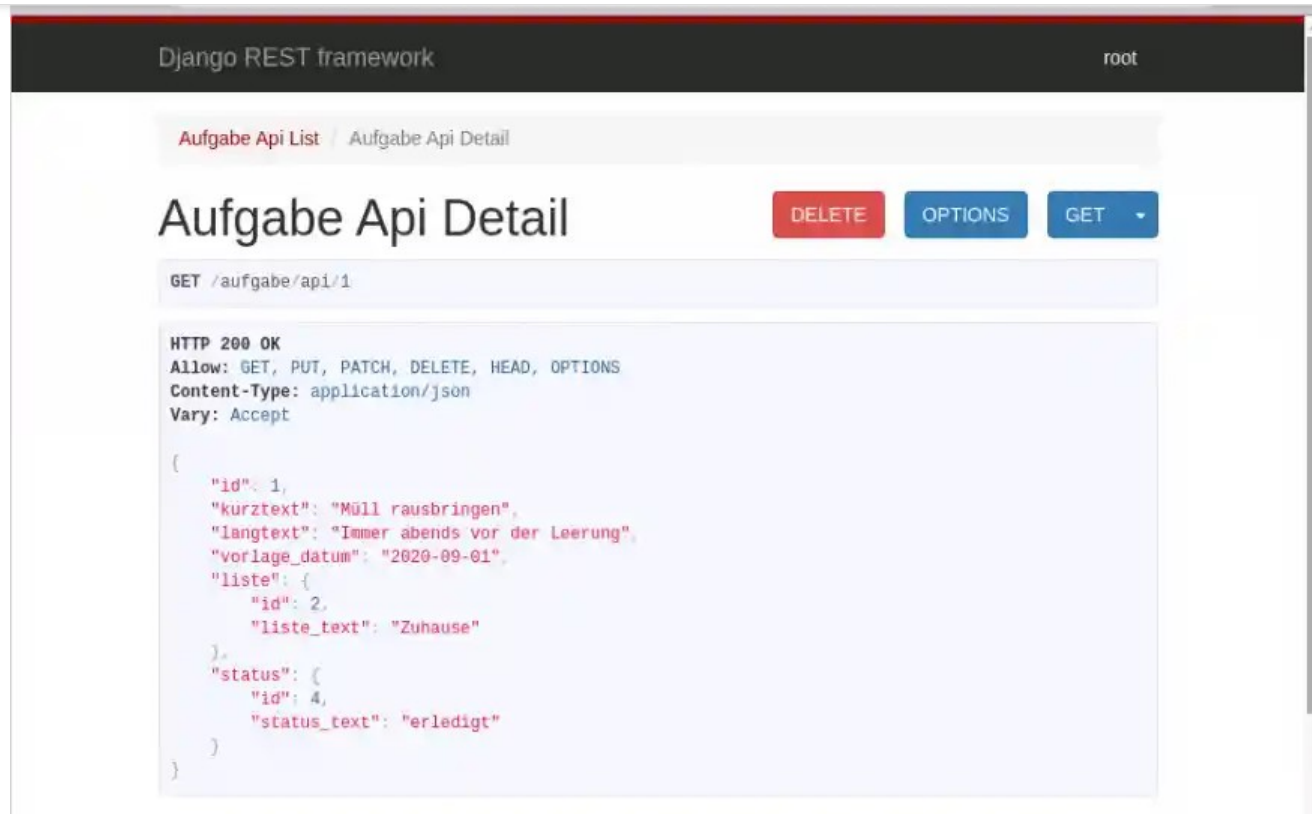 Django REST framework root
Aufgabe Api List / Aufgabe Api Detail
Aufgabe Api Detail DELETE OPTIONS GET
GET /aufgabe/api/1
HTTP 200 OK
Allow: GET, PUT, PATCH, DELETE, HEAD, OPTIONS
Content-Type: application/json
Vary: Accept
{
    "id": 1,
    "kurztext": "Müll rausbringen",
    "langtext": "Immer abends vor der Leerung",
    "vorlage_datum": "2020-09-01",
    "liste": {
        "id": 2,
        "liste_text": "Zuhause"
    },
    "status": {
        "id": 4,
        "status_text": "erledigt"
    }
}